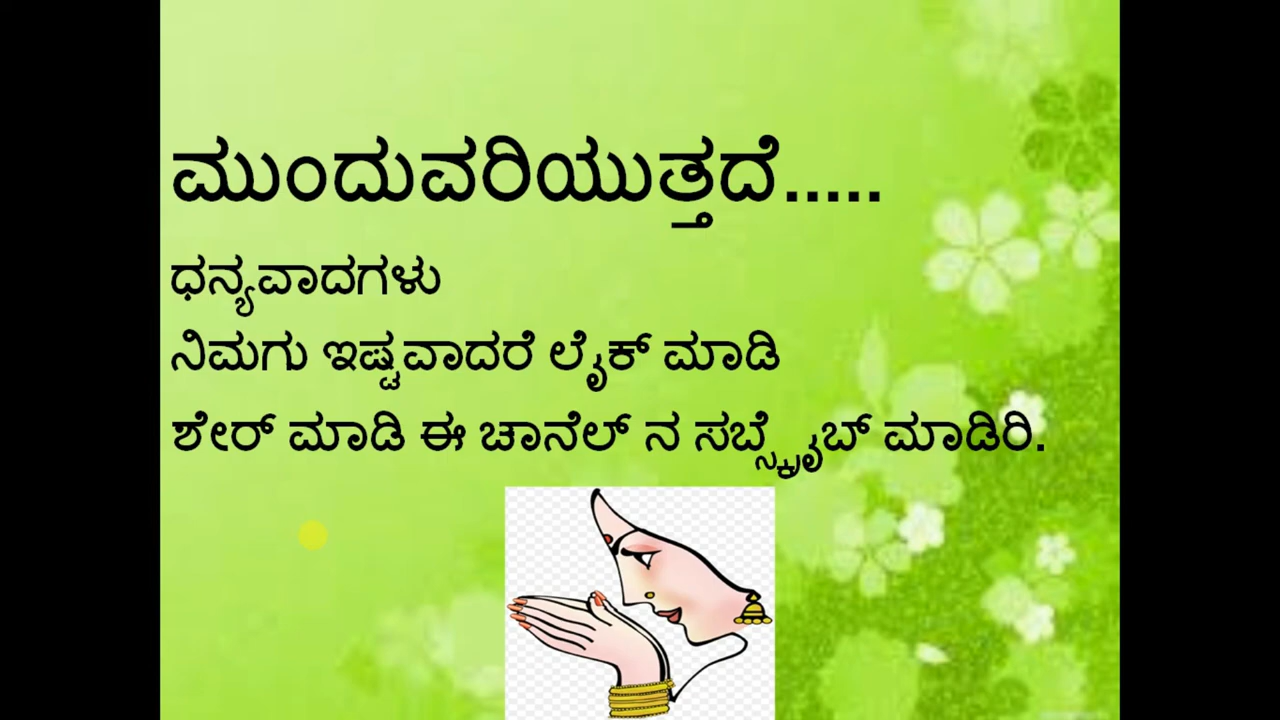 ಮುಂದುವರಿಯುತ್ತದೆ.....
ಧನ್ಯವಾದಗಳು
ನಿಮಗು ಇಷ್ಟವಾದರೆ ಲೈಕ್ ಮಾಡಿ
ಶೇರ್ ಮಾಡಿ ಈ ಚಾನೆಲ್ ನ ಸಬ್ಸ್ಕ್ರೈಬ್ ಮಾಡಿರಿ.